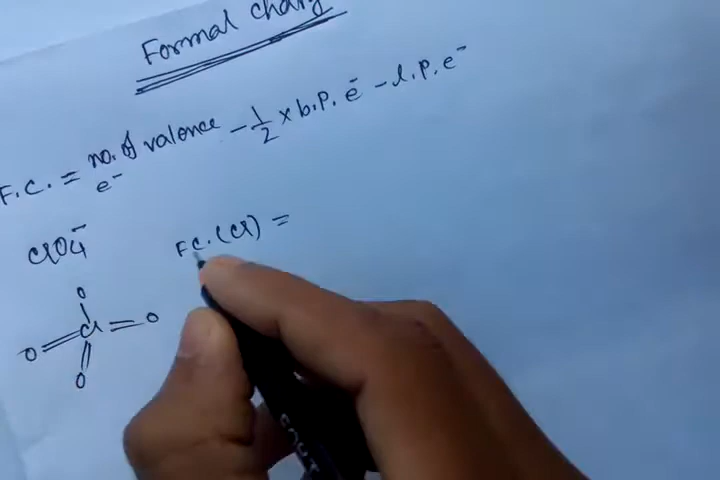 Formal Charg
F.C. = no. of valence e⁻ - 1/2 × b.p. e⁻ - l.p. e⁻
ClO4⁻
F.C. (Cl) =
O
O Cl O
O